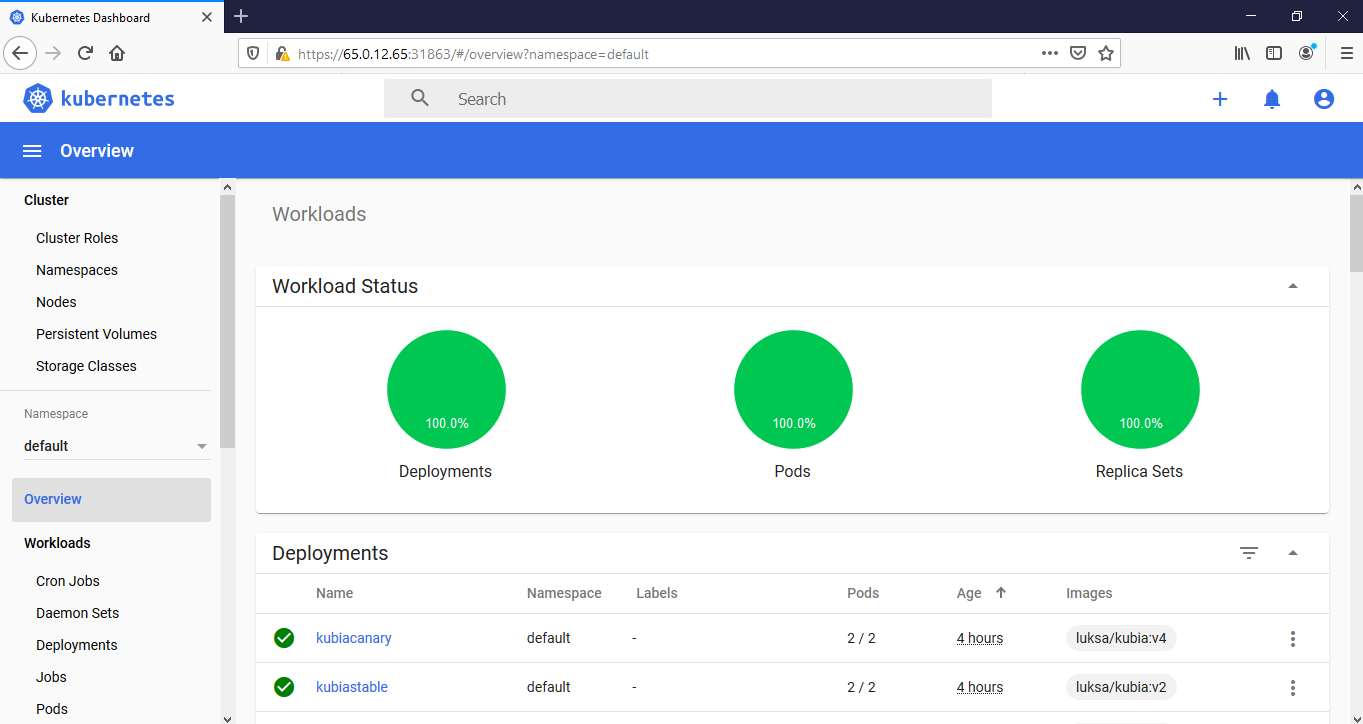 Kubernetes Dashboard
https://65.0.12.65:31863/#/overview?namespace=default
kubernetes
Search
Overview
Cluster
Cluster Roles
Namespaces
Nodes
Persistent Volumes
Storage Classes
Namespace
default
Overview
Workloads
Cron Jobs
Daemon Sets
Deployments
Jobs
Pods
Workloads
Workload Status
100.0% 100.0% 100.0%
Deployments Pods Replica Sets
Deployments
Name Namespace Labels Pods Age Images
kubiacanary default - 2 / 2 4 hours luksa/kubia:v4
kubiastable default - 2 / 2 4 hours luksa/kubia:v2